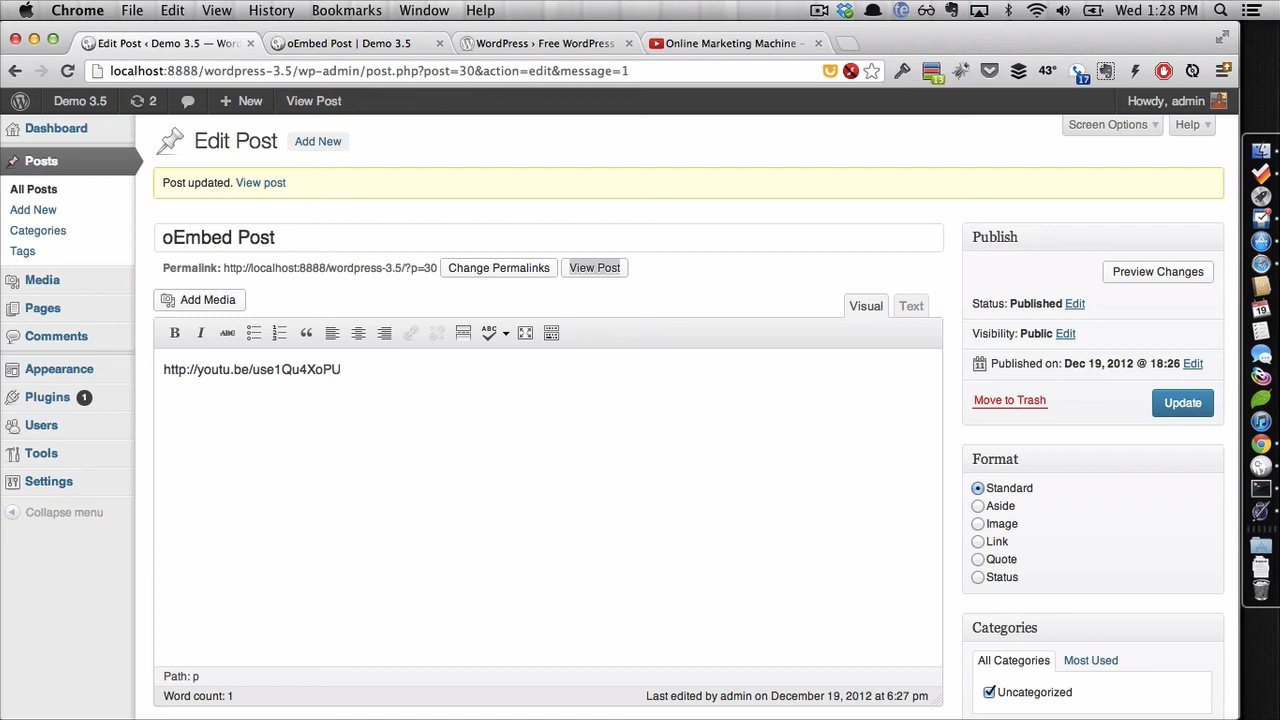 Chrome File Edit View History Bookmarks Window Help Wed 1:28 PM
Edit Post ‹ Demo 3.5 — Wor oEmbed Post | Demo 3.5 WordPress › Free WordPress Online Marketing Machine -
localhost:8888/wordpress-3.5/wp-admin/post.php?post=30&action=edit&message=1 13 43° 17
Demo 3.5 2 + New View Post Howdy, admin
Screen Options Help
Dashboard
Posts
All Posts
Add New
Categories
Tags
Media
Pages
Comments
Appearance
Plugins 1
Users
Tools
Settings
Collapse menu
Edit Post Add New
Post updated. View post
oEmbed Post
Permalink: http://localhost:8888/wordpress-3.5/?p=30 Change Permalinks View Post
Add Media Visual Text
B I ABC ABC
http://youtu.be/use1Qu4XoPU
Path: p
Word count: 1 Last edited by admin on December 19, 2012 at 6:27 pm
Publish
Preview Changes
Status: Published Edit
Visibility: Public Edit
Published on: Dec 19, 2012 @ 18:26 Edit
Move to Trash Update
Format
Standard
Aside
Image
Link
Quote
Status
Categories
All Categories Most Used
Uncategorized
19